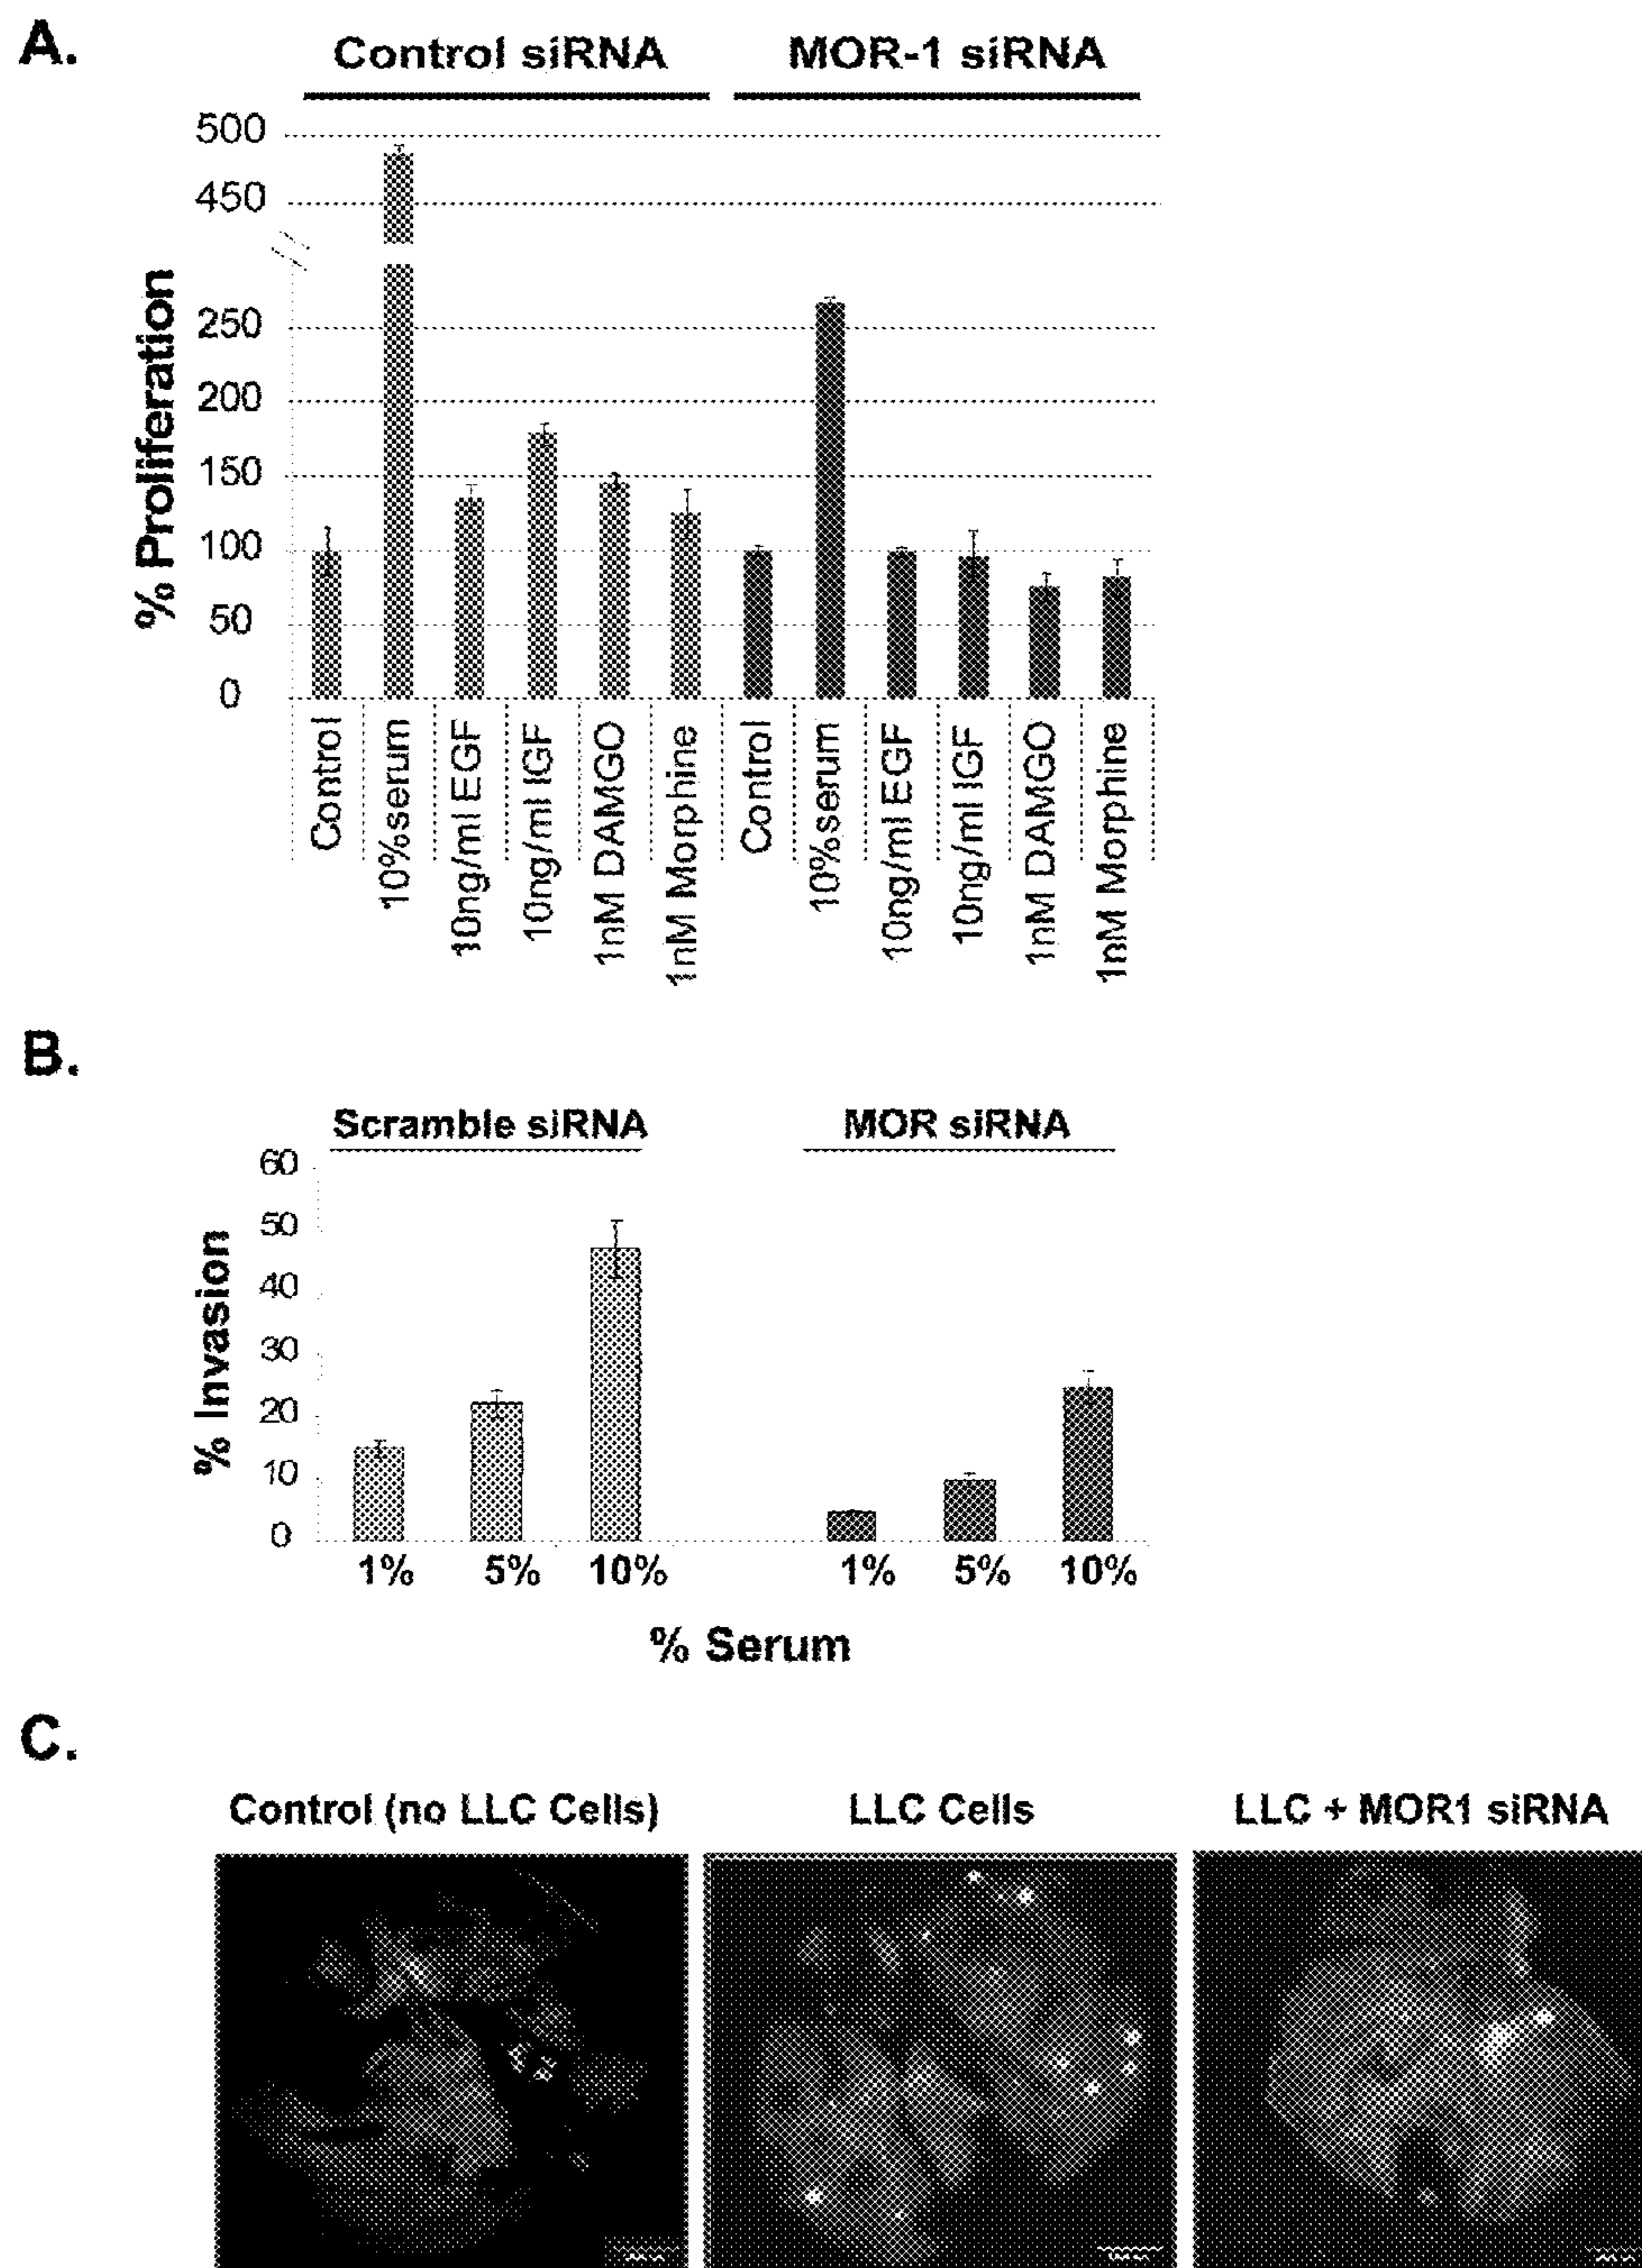 A.
Control siRNA MOR-1 siRNA
500
450
250
200
150
100
50
0
% Proliferation
Control
10%serum
10ng/ml EGF
10ng/ml IGF
1nM DAMGO
1nM Morphine
Control
10%serum
10ng/ml EGF
10ng/ml IGF
1nM DAMGO
1nM Morphine
B.
Scramble siRNA MOR siRNA
60
50
40
30
20
10
0
% Invasion
1% 5% 10% 1% 5% 10%
% Serum
C.
Control (no LLC Cells) LLC Cells LLC + MOR1 siRNA